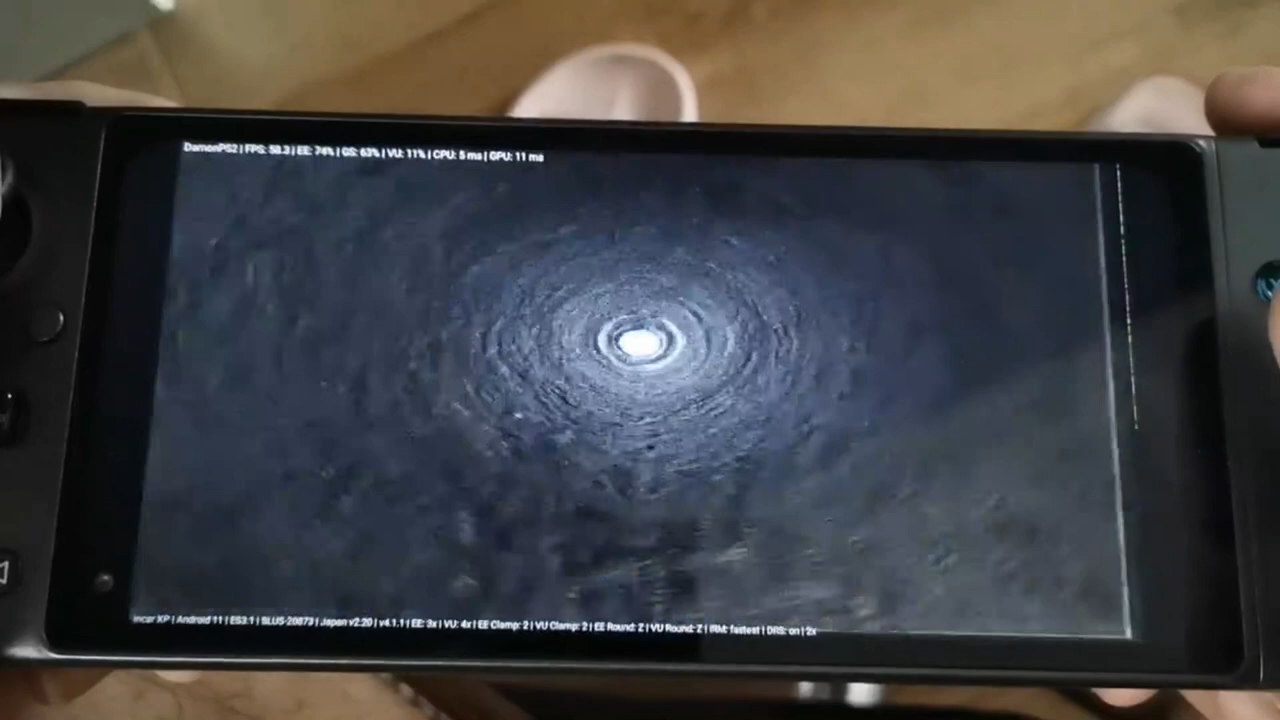 DamonPS2 | FPS: 58.3 | EE: 74% | GS: 63% | VU: 11% | CPU: 5 ms | GPU: 11 ms
XP | Android 11 | ES3.1 | SLUS-20873 | Japan v2.20 | v4.1.1 | EE: 3x | VU: 4x | EE Clamp: 2 | VU Clamp: 2 | EE Round: Z | VU Round: Z | IRM: fastest | DRS: on | 2x